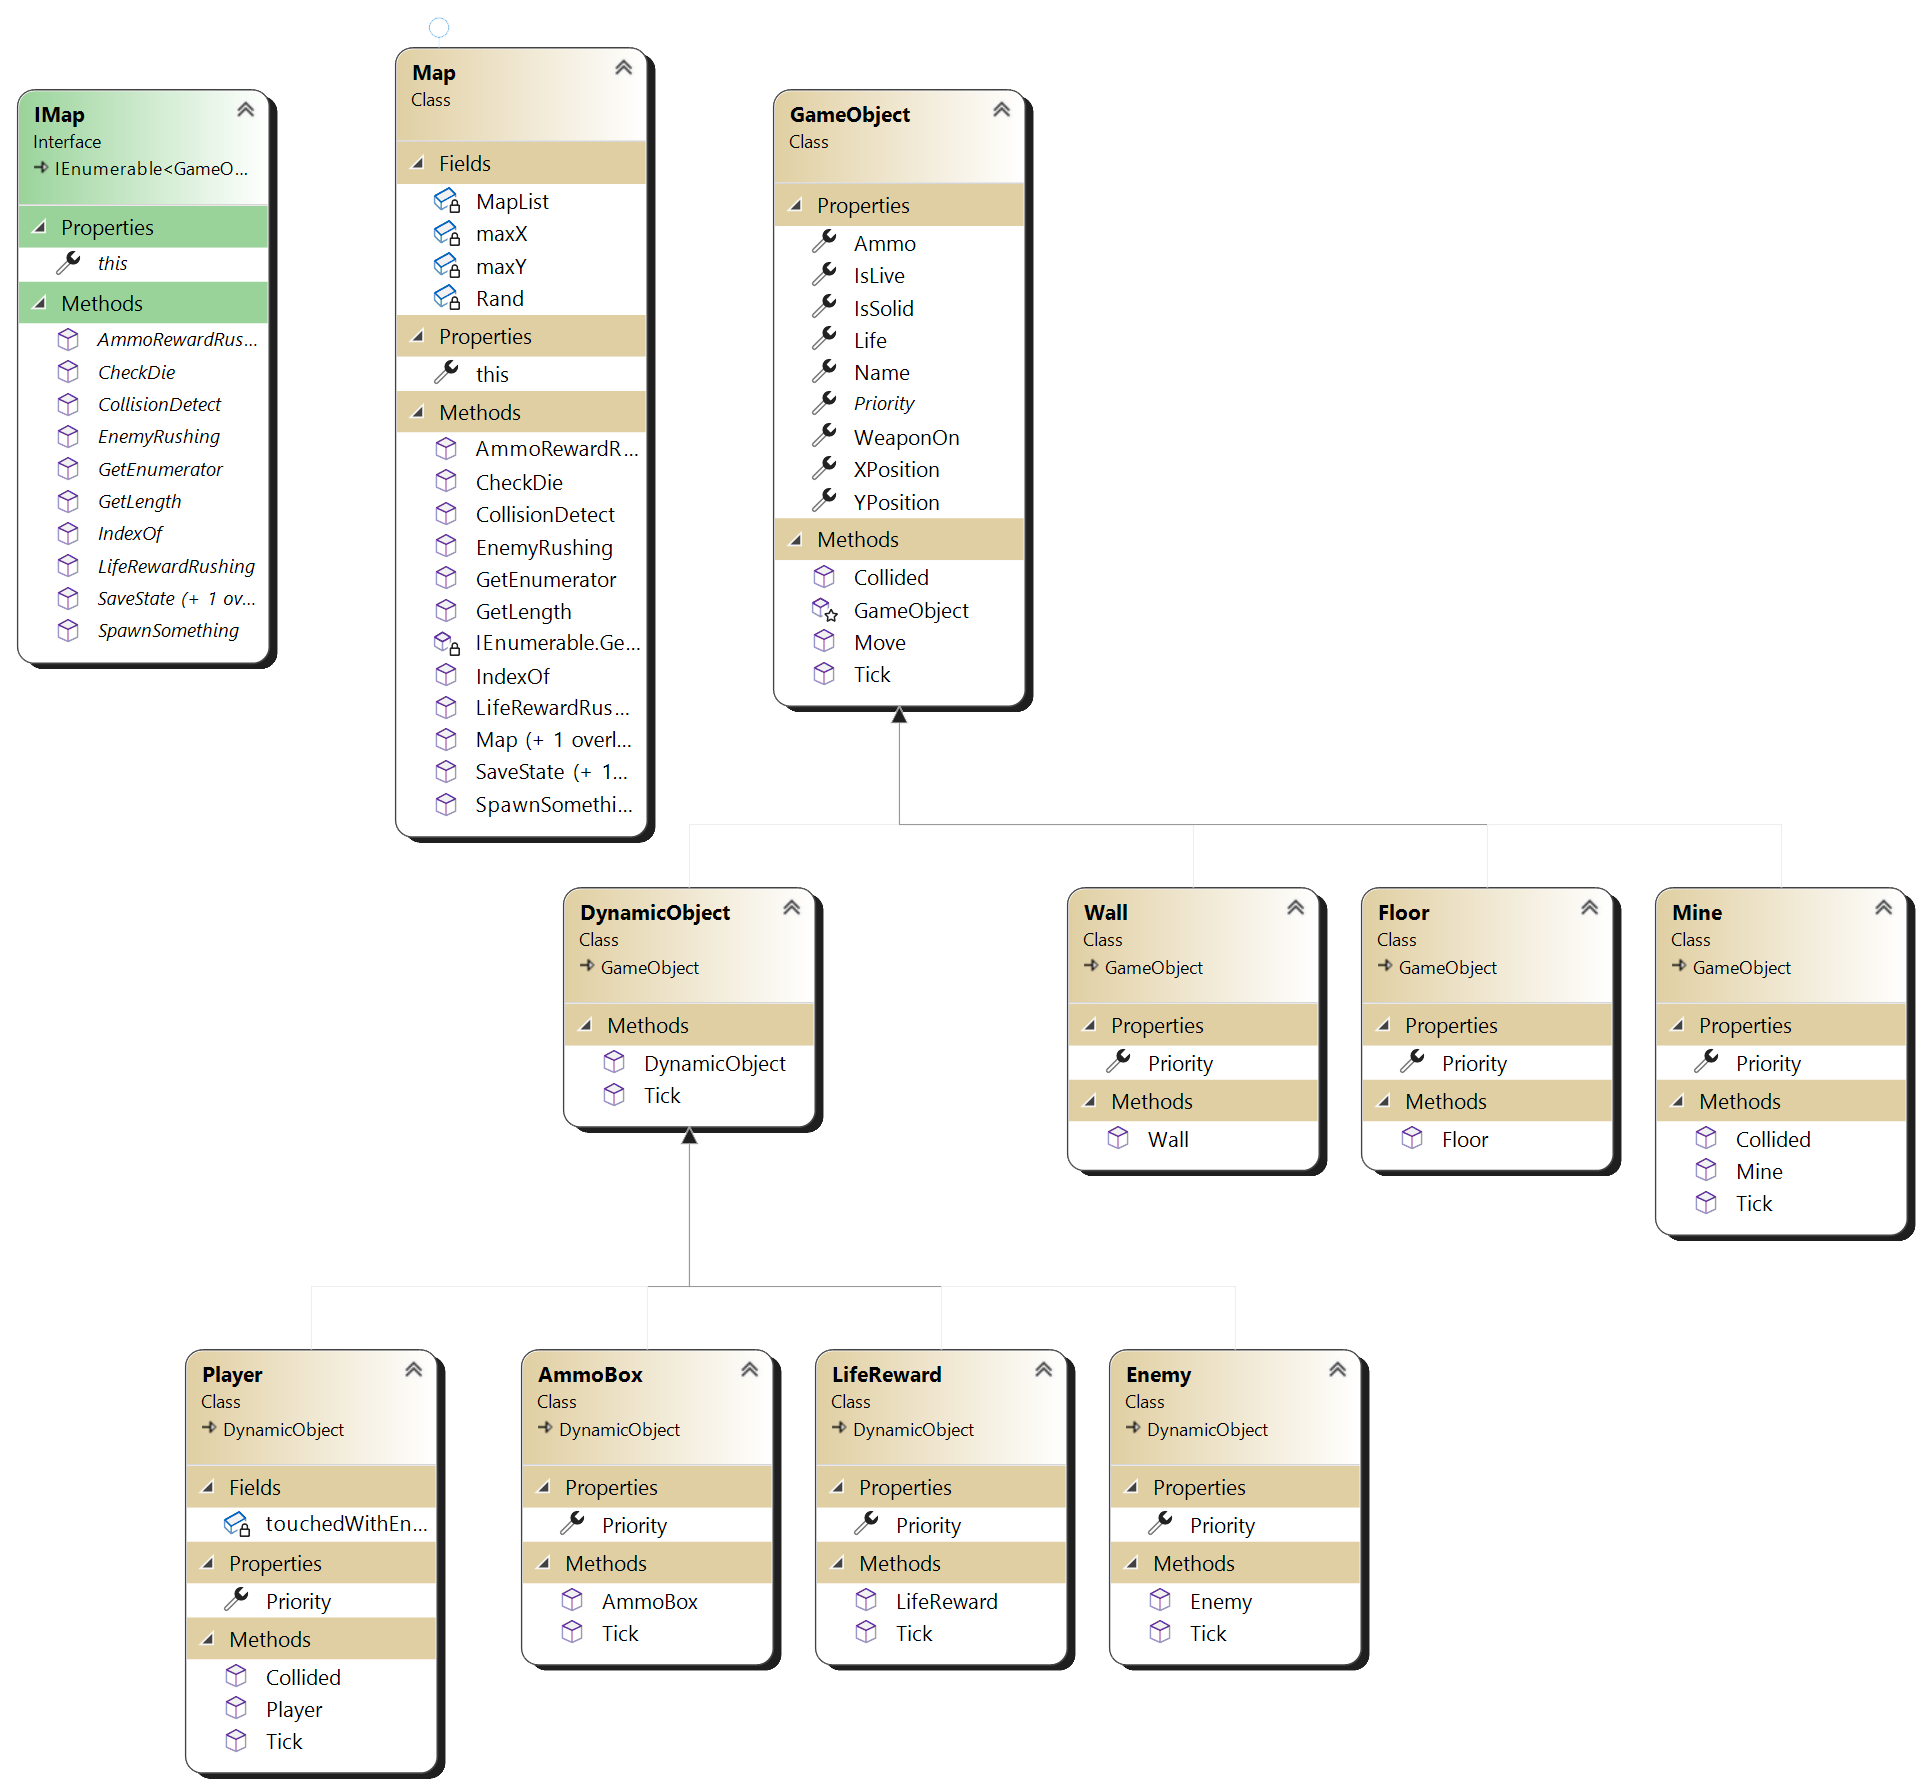 IMap
Interface
IEnumerable<GameO...
Properties
this
Methods
AmmoRewardRus...
CheckDie
CollisionDetect
EnemyRushing
GetEnumerator
GetLength
IndexOf
LifeRewardRushing
SaveState (+ 1 ov...
SpawnSomething
Map
Class
Fields
MapList
maxX
maxY
Rand
Properties
this
Methods
AmmoRewardR...
CheckDie
CollisionDetect
EnemyRushing
GetEnumerator
GetLength
IEnumerable.Ge...
IndexOf
LifeRewardRus...
Map (+ 1 overl...
SaveState (+ 1...
SpawnSomethi...
GameObject
Class
Properties
Ammo
IsLive
IsSolid
Life
Name
Priority
WeaponOn
XPosition
YPosition
Methods
Collided
GameObject
Move
Tick
DynamicObject
Class
GameObject
Methods
DynamicObject
Tick
Wall
Class
GameObject
Properties
Priority
Methods
Wall
Floor
Class
GameObject
Properties
Priority
Methods
Floor
Mine
Class
GameObject
Properties
Priority
Methods
Collided
Mine
Tick
Player
Class
DynamicObject
Fields
touchedWithEn...
Properties
Priority
Methods
Collided
Player
Tick
AmmoBox
Class
DynamicObject
Properties
Priority
Methods
AmmoBox
Tick
LifeReward
Class
DynamicObject
Properties
Priority
Methods
LifeReward
Tick
Enemy
Class
DynamicObject
Properties
Priority
Methods
Enemy
Tick